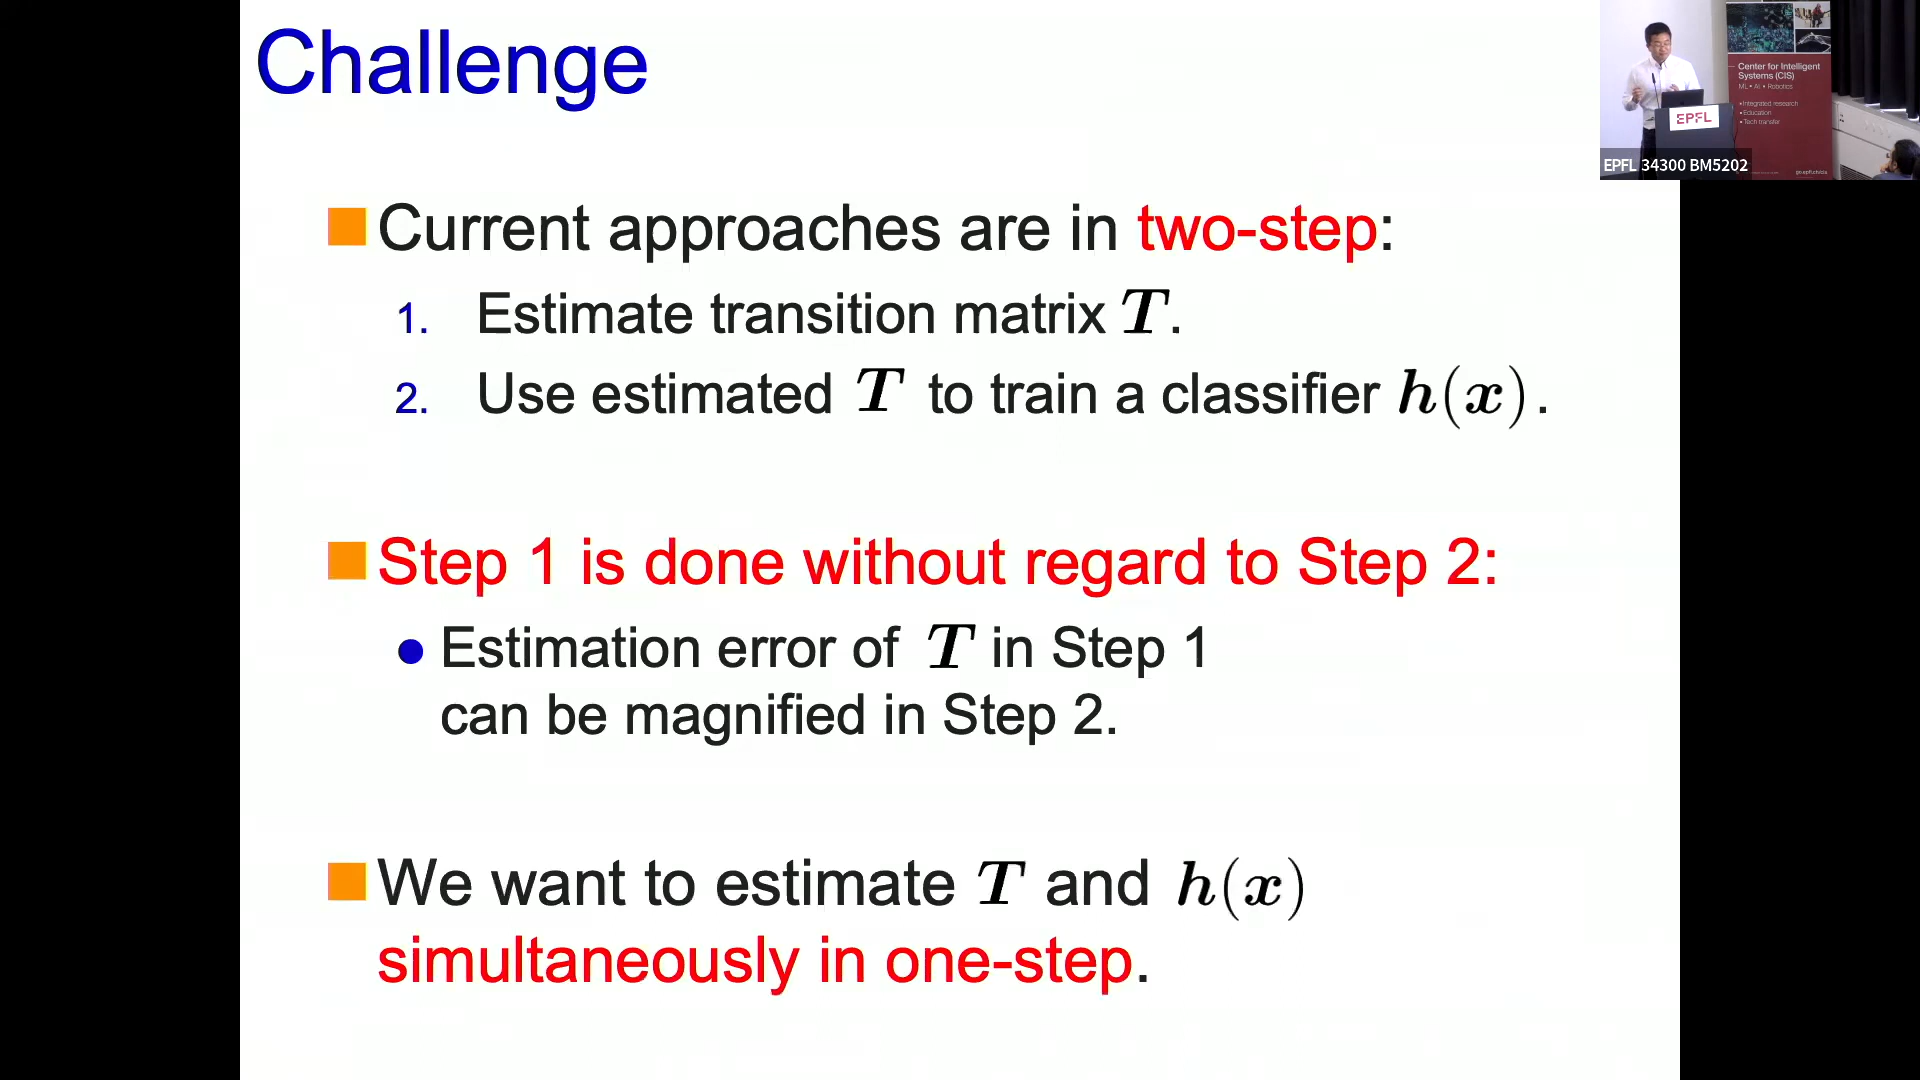 Challenge
Current approaches are in two-step:
1. Estimate transition matrix T.
2. Use estimated T to train a classifier h(x).
Step 1 is done without regard to Step 2:
Estimation error of T in Step 1
can be magnified in Step 2.
We want to estimate T and h(x)
simultaneously in one-step.
Center for Intelligent
Systems (CIS)
ML • AI • Robotics
•Integrated research
•Education
•Tech transfer
EPFL
EPFL 34300 BM5202